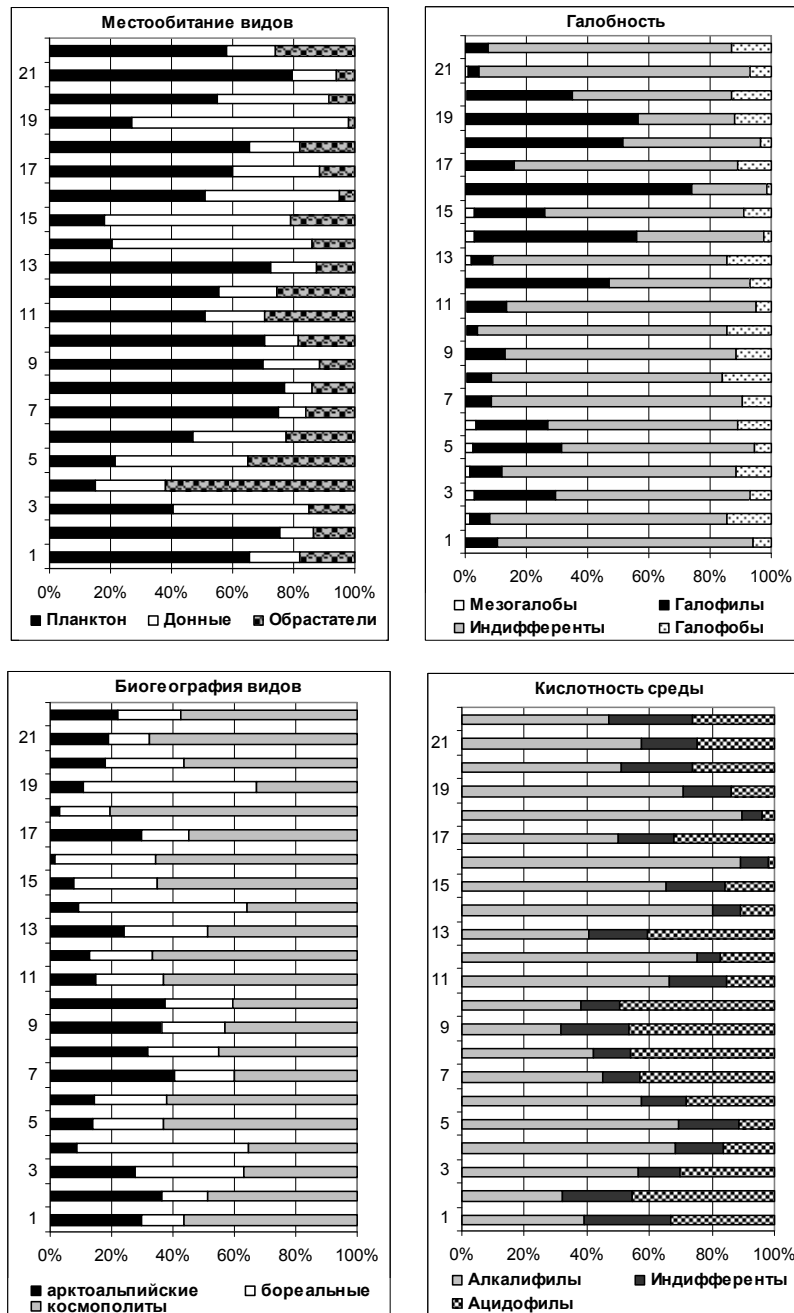 Местообитание видов
21
19
17
15
13
11
9
7
5
3
1
0% 20% 40% 60% 80% 100%
■ Планктон □ Донные ▩ Обрастатели
Галобность
21
19
17
15
13
11
9
7
5
3
1
0% 20% 40% 60% 80% 100%
□ Мезогалобы ■ Галофилы
■ Индифференты □ Галофобы
Биогеография видов
21
19
17
15
13
11
9
7
5
3
1
0% 20% 40% 60% 80% 100%
■ арктоальпийские □ бореальные
■ космополиты
Кислотность среды
21
19
17
15
13
11
9
7
5
3
1
0% 20% 40% 60% 80% 100%
■ Алкалифилы ■ Индифференты
▩ Ацидофилы